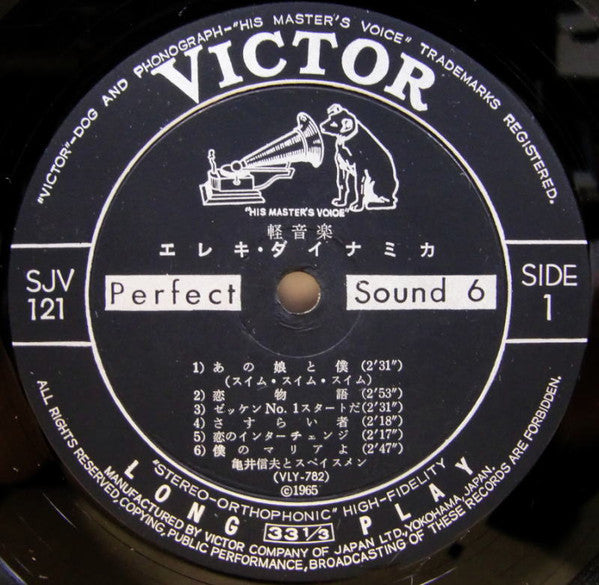 "VICTOR"—DOG AND PHONOGRAPH—"HIS MASTER'S VOICE" TRADEMARKS REGISTERED.
VICTOR
"HIS MASTER'S VOICE"
軽音楽
エレキ・ダイナミカ
SJV
121
Perfect Sound 6
SIDE
1
1) あの娘と僕 (2'31")
(スイム・スイム・スイム)
2) 恋物語 (2'53")
3) ゼッケンNo.1スタートだ (2'31")
4) さすらい者 (2'18")
5) 恋のインターチェンジ (2'17")
6) 僕のマリアよ (2'47")
亀井信夫とスペイスメン
(VLY-782)
©1965
"STEREO-ORTHOPHONIC" HIGH-FIDELITY
LONG 33 1/3 PLAY
MANUFACTURED BY VICTOR COMPANY OF JAPAN LTD., YOKOHAMA, JAPAN.
ALL RIGHTS RESERVED, COPYING, PUBLIC PERFORMANCE, BROADCASTING OF THESE RECORDS ARE FORBIDDEN.